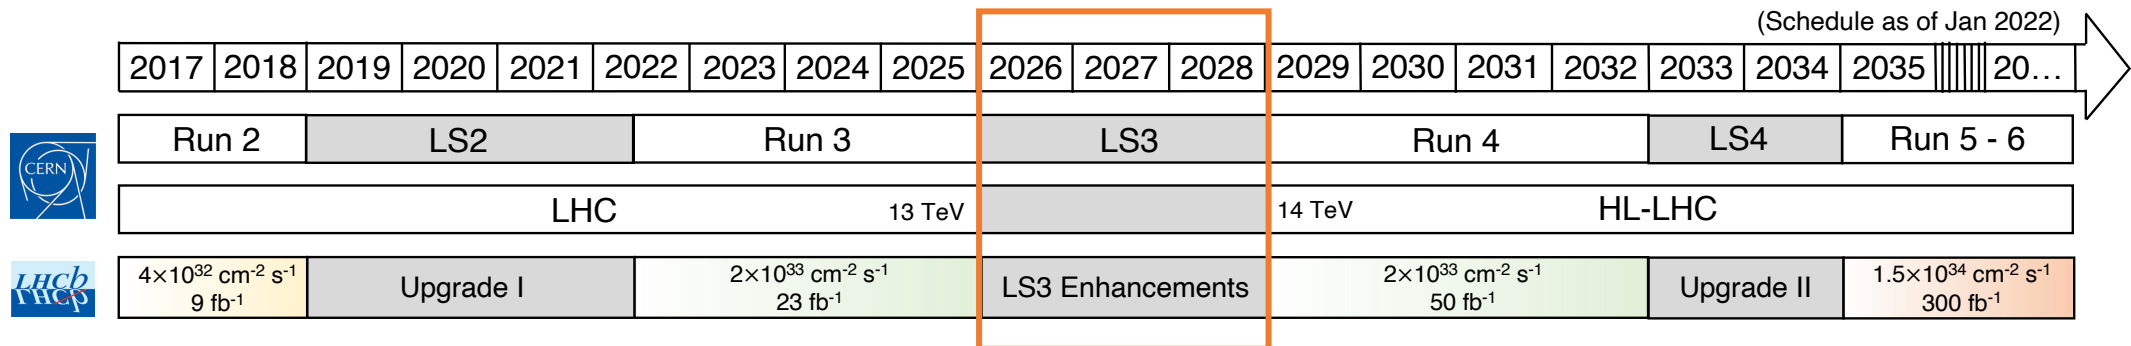 (Schedule as of Jan 2022)
2017 2018 2019 2020 2021 2022 2023 2024 2025 2026 2027 2028 2029 2030 2031 2032 2033 2034 2035 20...
Run 2 LS2 Run 3 LS3 Run 4 LS4 Run 5 - 6
CERN
LHC 13 TeV 14 TeV HL-LHC
LHCb
4×10³² cm⁻² s⁻¹ Upgrade I 2×10³³ cm⁻² s⁻¹ LS3 Enhancements 2×10³³ cm⁻² s⁻¹ Upgrade II 1.5×10³⁴ cm⁻² s⁻¹
9 fb⁻¹ 23 fb⁻¹ 50 fb⁻¹ 300 fb⁻¹